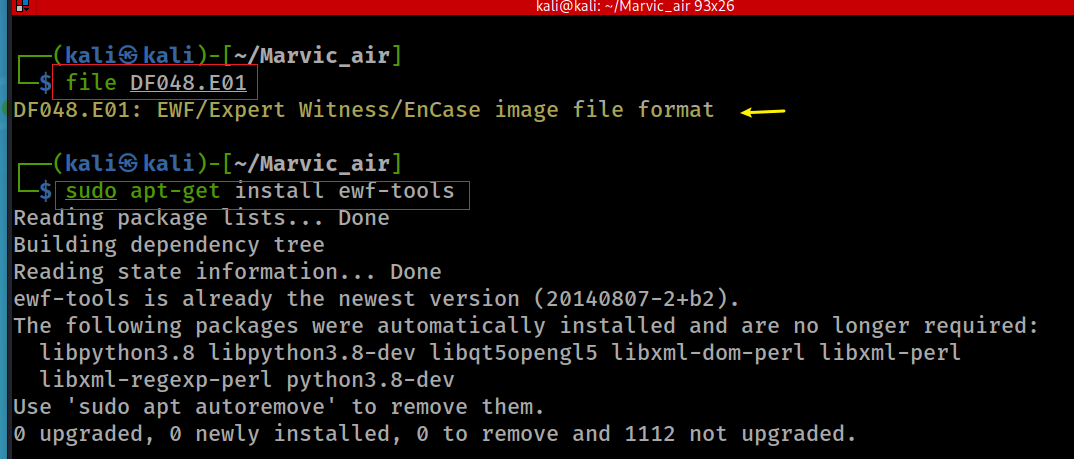 kali@kali: ~/Marvic_air 93x26
┌──(kali㉿kali)-[~/Marvic_air]
└─$ file DF048.E01
DF048.E01: EWF/Expert Witness/EnCase image file format
┌──(kali㉿kali)-[~/Marvic_air]
└─$ sudo apt-get install ewf-tools
Reading package lists... Done
Building dependency tree
Reading state information... Done
ewf-tools is already the newest version (20140807-2+b2).
The following packages were automatically installed and are no longer required:
  libpython3.8 libpython3.8-dev libqt5opengl5 libxml-dom-perl libxml-perl
  libxml-regexp-perl python3.8-dev
Use 'sudo apt autoremove' to remove them.
0 upgraded, 0 newly installed, 0 to remove and 1112 not upgraded.